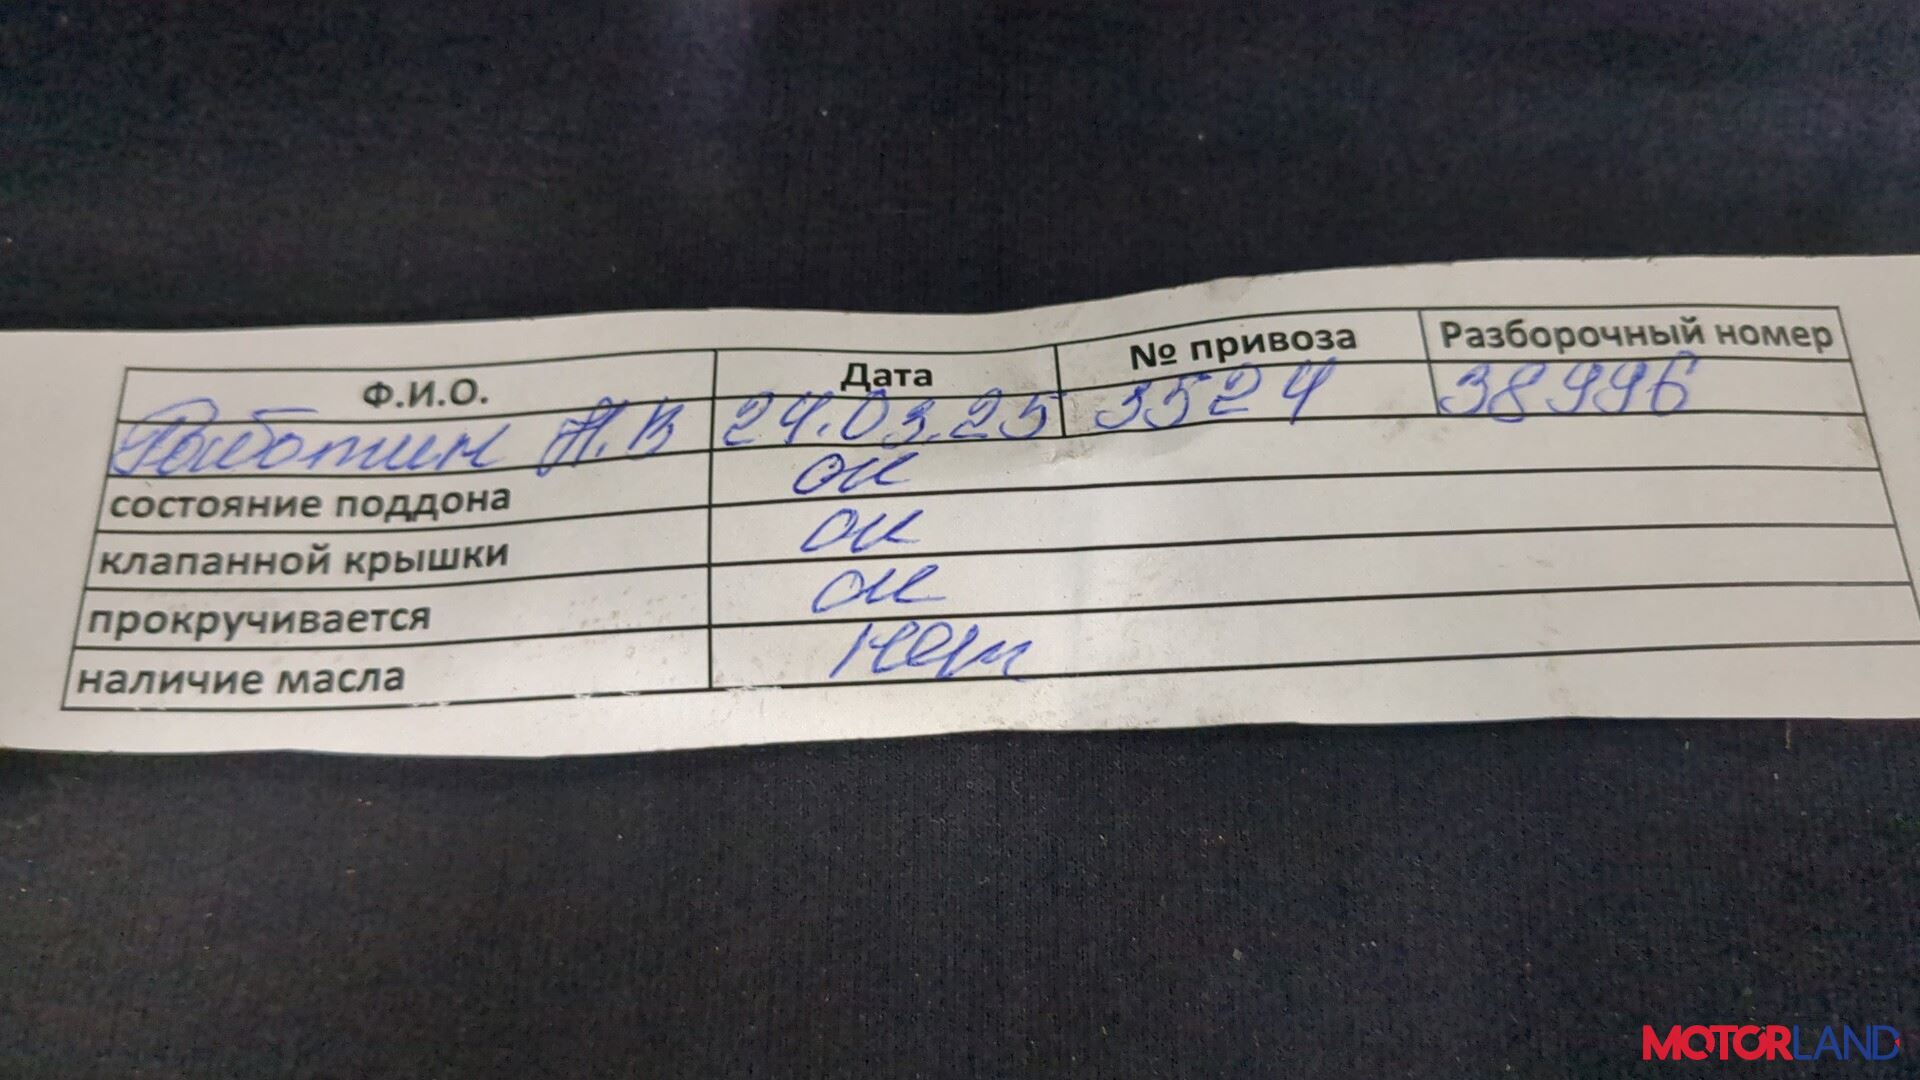 Ф.И.О. Дата № привоза Разборочный номер
А.В 24.03.25 3524 38996
состояние поддона ок
клапанной крышки ок
прокручивается ок
наличие масла нет
MOTORLAND